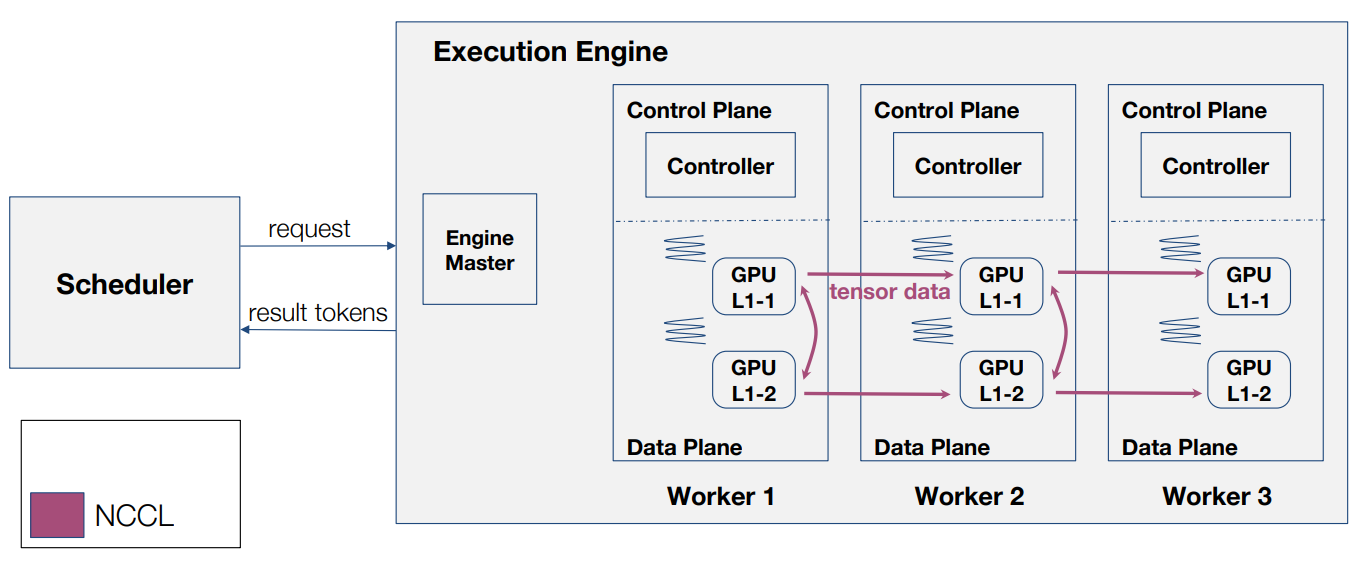 Execution Engine
Scheduler
request
result tokens
Engine
Master
Control Plane
Controller
GPU
L1-1
GPU
L1-2
Data Plane
Worker 1
tensor data
Control Plane
Controller
GPU
L1-1
GPU
L1-2
Data Plane
Worker 2
Control Plane
Controller
GPU
L1-1
GPU
L1-2
Data Plane
Worker 3
NCCL